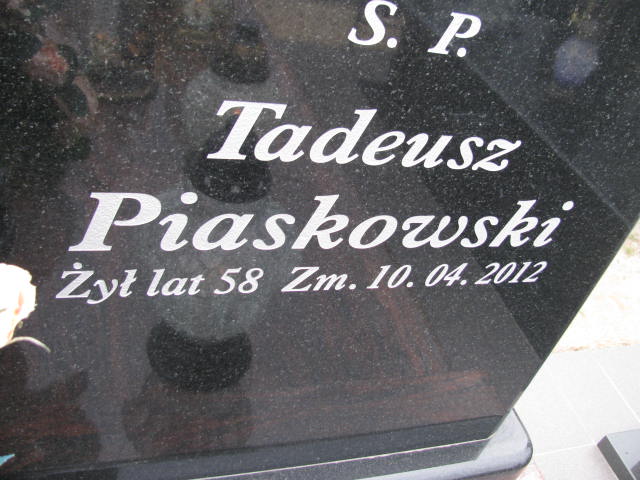 S. P.
Tadeusz
Piaskowski
Żył lat 58 Zm. 10. 04. 2012